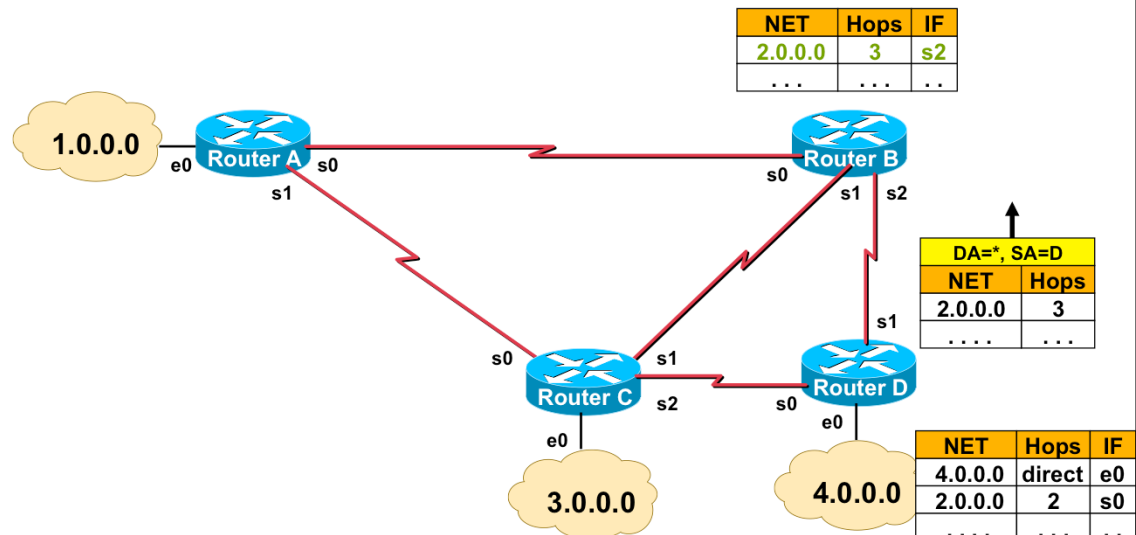 NET Hops IF
2.0.0.0 3 s2
. . . . . . . .
1.0.0.0
e0
Router A
s0
s1
Router B
s0
s1
s2
DA=*, SA=D
NET Hops
2.0.0.0 3
. . . . . . .
s1
s0
s1
Router C
s2
e0
3.0.0.0
s0
Router D
e0
4.0.0.0
NET Hops IF
4.0.0.0 direct e0
2.0.0.0 2 s0
. . . . . . . . .